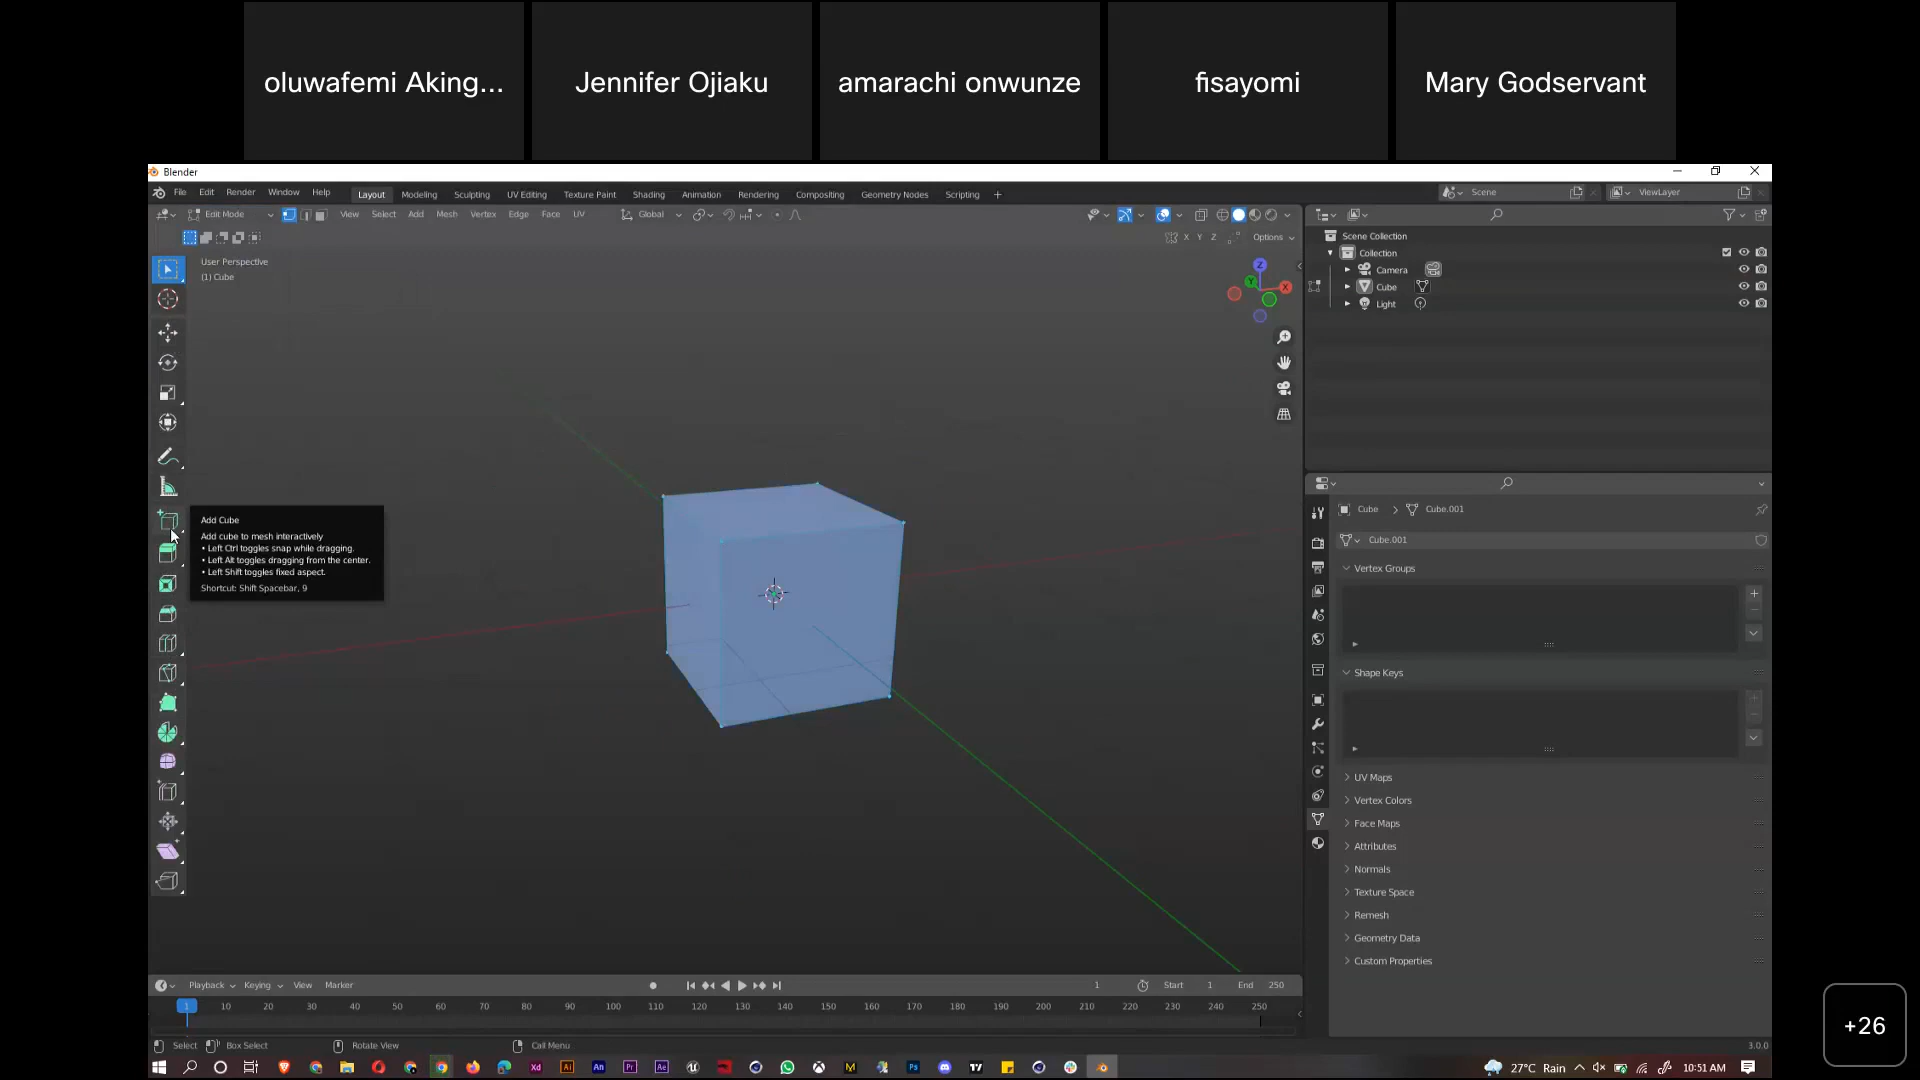 oluwafemi Aking...
Jennifer Ojiaku
amarachi onwunze
fisayomi
Mary Godservant
Blender
File Edit Render Window Help
Layout Modeling Sculpting UV Editing Texture Paint Shading Animation Rendering Compositing Geometry Nodes Scripting +
Scene
ViewLayer
Edit Mode
View Select Add Mesh Vertex Edge Face UV
Global
X Y Z
Options
User Perspective
(1) Cube
Z
Y
X
Scene Collection
Collection
Camera
Cube
Light
Add Cube
Add cube to mesh interactively
• Left Ctrl toggles snap while dragging.
• Left Alt toggles dragging from the center.
• Left Shift toggles fixed aspect.
Shortcut: Shift Spacebar, 9
Cube > Cube.001
Cube.001
Vertex Groups
Shape Keys
UV Maps
Vertex Colors
Face Maps
Attributes
Normals
Texture Space
Remesh
Geometry Data
Custom Properties
Playback Keying View Marker
1 Start 1 End 250
1 10 20 30 40 50 60 70 80 90 100 110 120 130 140 150 160 170 180 190 200 210 220 230 240 250
Select Box Select Rotate View Call Menu
3.0.0
27°C Rain
10:51 AM
+26